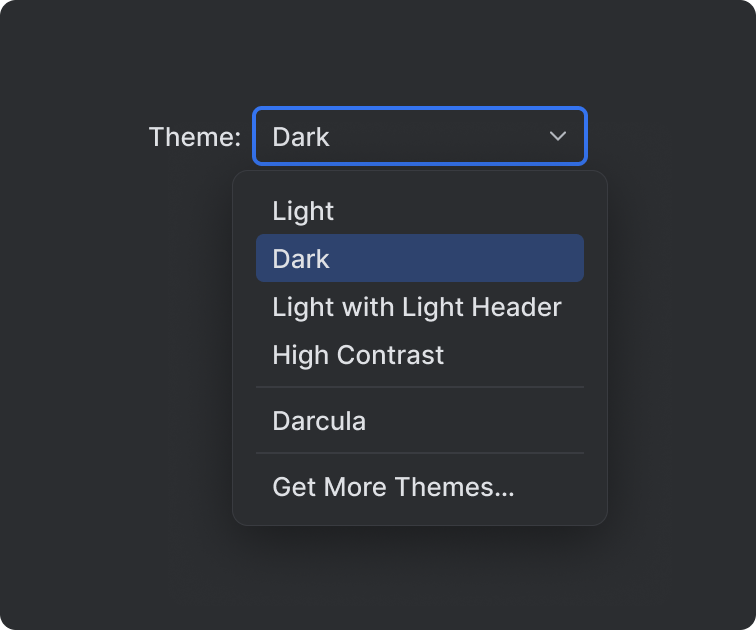 Theme: Dark
Light
Dark
Light with Light Header
High Contrast
Darcula
Get More Themes...